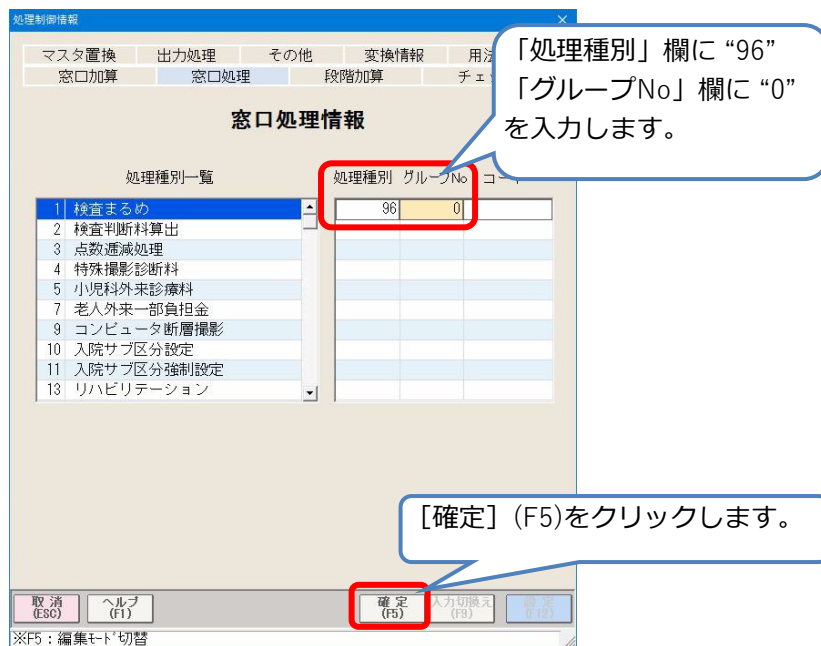 処理制御情報
マスタ置換 出力処理 その他 変換情報
窓口加算 窓口処理 段階加算
「処理種別」欄に “96”
「グループNo」欄に “0”
を入力します。
窓口処理情報
処理種別一覧
処理種別 グループNo
1 検査まるめ
2 検査判断料算出
3 点数逓減処理
4 特殊撮影診断料
5 小児科外来診療料
7 老人外来一部負担金
9 コンピュータ断層撮影
10 入院サブ区分設定
11 入院サブ区分強制設定
13 リハビリテーション
96 0
［確定］(F5)をクリックします。
取 消 (ESC)
ヘルプ (F1)
確 定 (F5)
入力切換え (F9)
設 定 (F12)
※F5：編集ﾓｰﾄﾞ切替